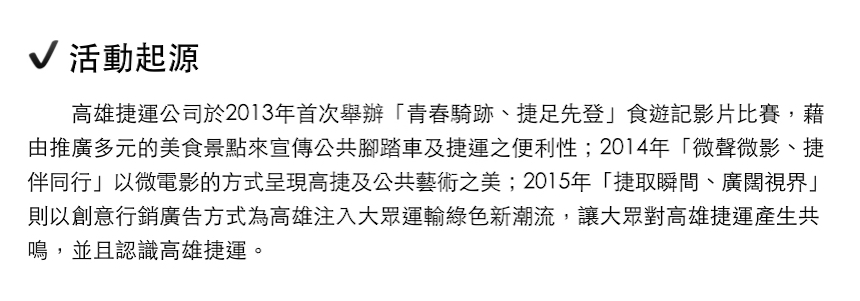 ✓ 活動起源
高雄捷運公司於2013年首次舉辦「青春騎跡、捷足先登」食遊記影片比賽，藉
由推廣多元的美食景點來宣傳公共腳踏車及捷運之便利性；2014年「微聲微影、捷
伴同行」以微電影的方式呈現高捷及公共藝術之美；2015年「捷取瞬間、廣闊視界」
則以創意行銷廣告方式為高雄注入大眾運輸綠色新潮流，讓大眾對高雄捷運產生共
鳴，並且認識高雄捷運。